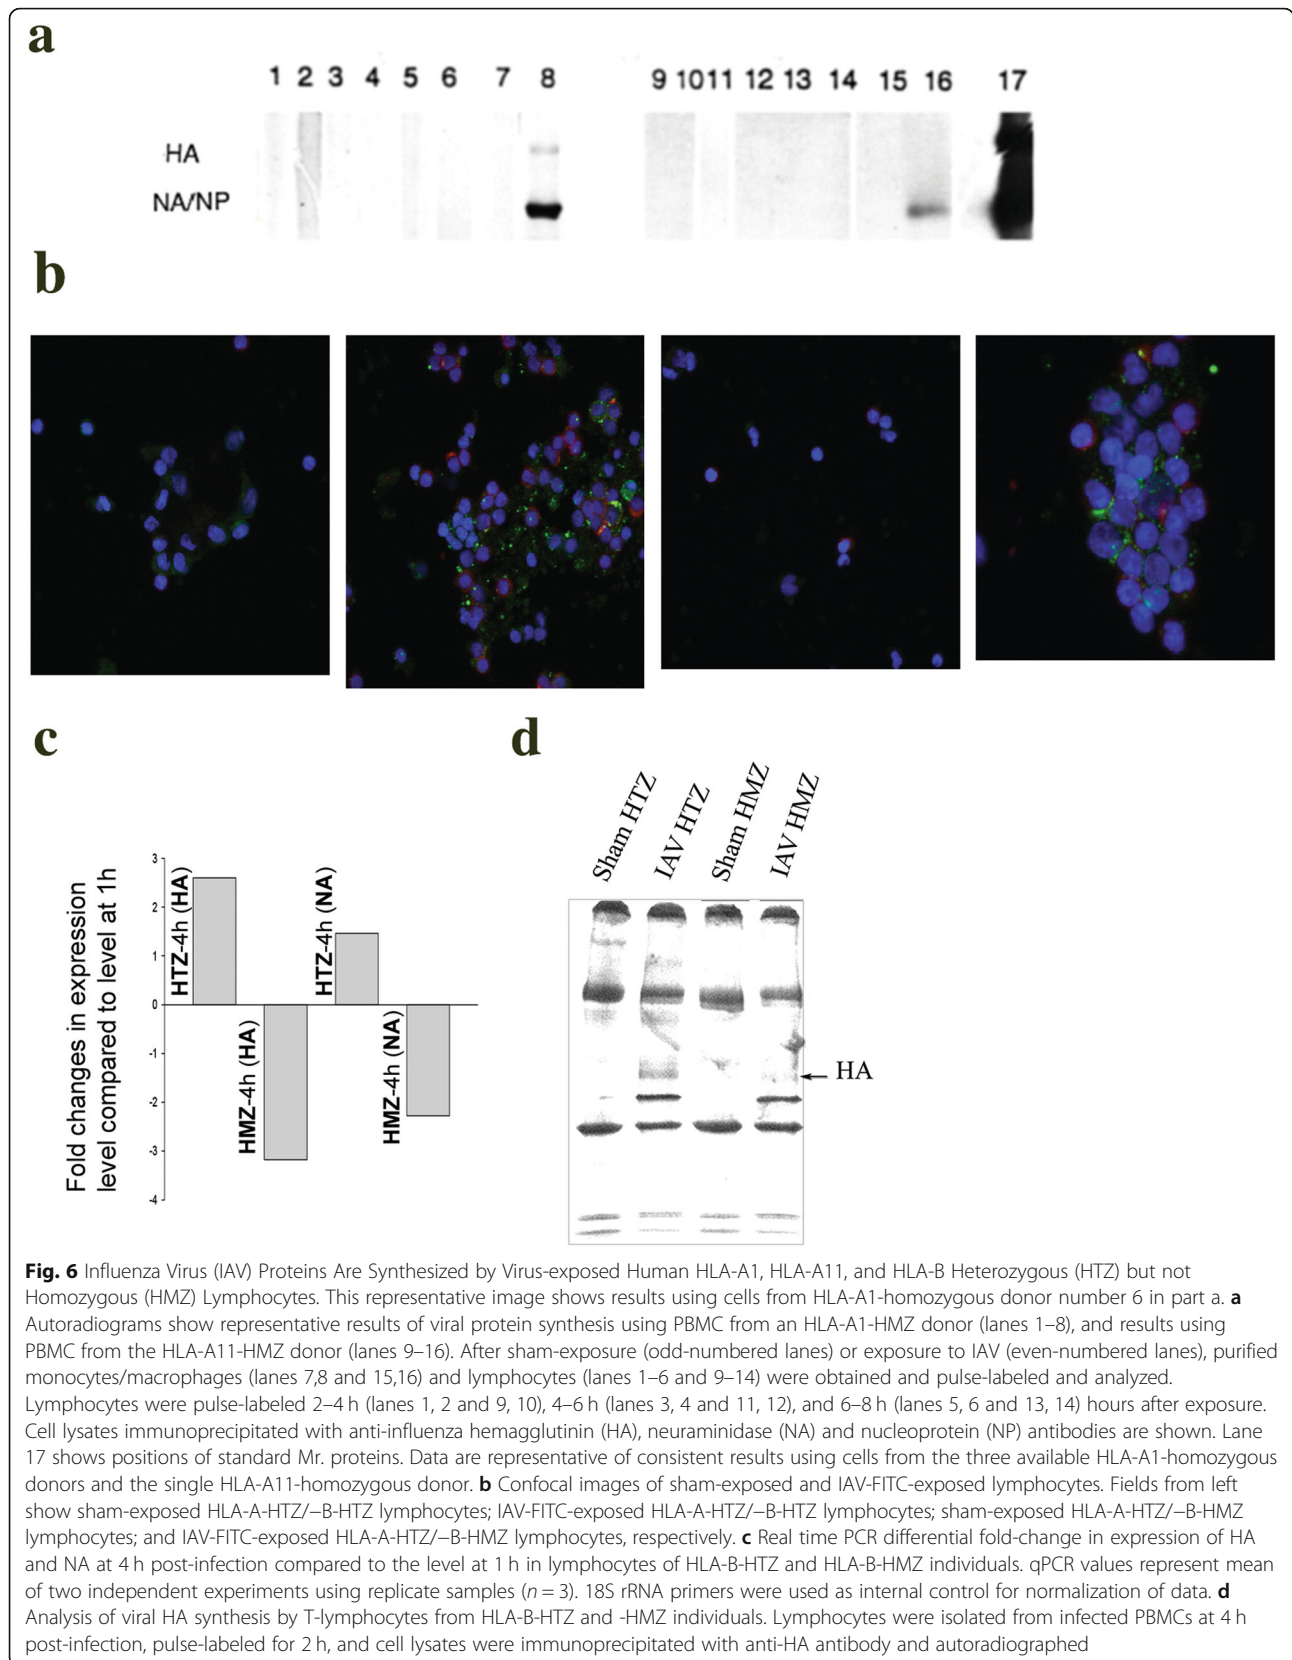 a
1 2 3 4 5 6 7 8 9 10 11 12 13 14 15 16 17
HA
NA/NP
b
c
d
Fold changes in expression
level compared to level at 1h
3
2
1
0
-1
-2
-3
-4
HTZ-4h (HA)
HMZ-4h (HA)
HTZ-4h (NA)
HMZ-4h (NA)
Sham HTZ
IAV HTZ
Sham HMZ
IAV HMZ
HA
Fig. 6 Influenza Virus (IAV) Proteins Are Synthesized by Virus-exposed Human HLA-A1, HLA-A11, and HLA-B Heterozygous (HTZ) but not
Homozygous (HMZ) Lymphocytes. This representative image shows results using cells from HLA-A1-homozygous donor number 6 in part a. a
Autoradiograms show representative results of viral protein synthesis using PBMC from an HLA-A1-HMZ donor (lanes 1–8), and results using
PBMC from the HLA-A11-HMZ donor (lanes 9–16). After sham-exposure (odd-numbered lanes) or exposure to IAV (even-numbered lanes), purified
monocytes/macrophages (lanes 7,8 and 15,16) and lymphocytes (lanes 1–6 and 9–14) were obtained and pulse-labeled and analyzed.
Lymphocytes were pulse-labeled 2–4 h (lanes 1, 2 and 9, 10), 4–6 h (lanes 3, 4 and 11, 12), and 6–8 h (lanes 5, 6 and 13, 14) hours after exposure.
Cell lysates immunoprecipitated with anti-influenza hemagglutinin (HA), neuraminidase (NA) and nucleoprotein (NP) antibodies are shown. Lane
17 shows positions of standard Mr. proteins. Data are representative of consistent results using cells from the three available HLA-A1-homozygous
donors and the single HLA-A11-homozygous donor. b Confocal images of sham-exposed and IAV-FITC-exposed lymphocytes. Fields from left
show sham-exposed HLA-A-HTZ/−B-HTZ lymphocytes; IAV-FITC-exposed HLA-A-HTZ/−B-HTZ lymphocytes; sham-exposed HLA-A-HTZ/−B-HMZ
lymphocytes; and IAV-FITC-exposed HLA-A-HTZ/−B-HMZ lymphocytes, respectively. c Real time PCR differential fold-change in expression of HA
and NA at 4 h post-infection compared to the level at 1 h in lymphocytes of HLA-B-HTZ and HLA-B-HMZ individuals. qPCR values represent mean
of two independent experiments using replicate samples (n = 3). 18S rRNA primers were used as internal control for normalization of data. d
Analysis of viral HA synthesis by T-lymphocytes from HLA-B-HTZ and -HMZ individuals. Lymphocytes were isolated from infected PBMCs at 4 h
post-infection, pulse-labeled for 2 h, and cell lysates were immunoprecipitated with anti-HA antibody and autoradiographed